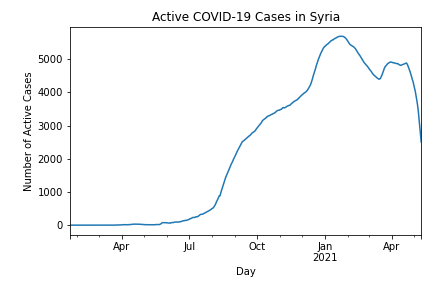 Active COVID-19 Cases in Syria
Number of Active Cases
5000
4000
3000
2000
1000
0
Apr
Jul
Oct
Jan
2021
Apr
Day